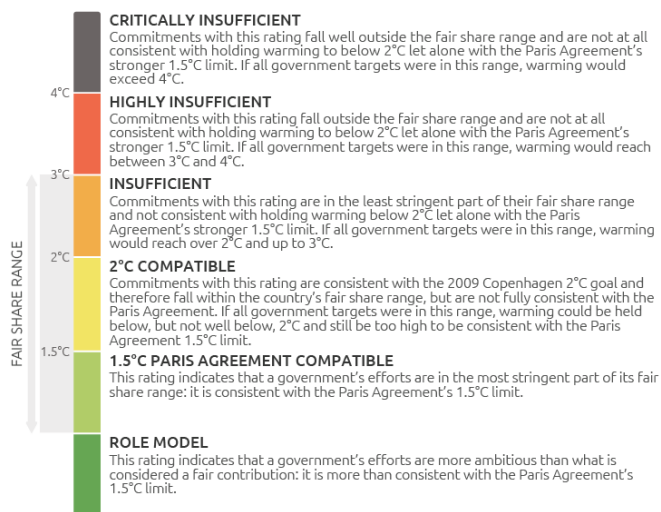 CRITICALLY INSUFFICIENT
Commitments with this rating fall well outside the fair share range and are not at all
consistent with holding warming to below 2°C let alone with the Paris Agreement's
stronger 1.5°C limit. If all government targets were in this range, warming would
exceed 4°C.
4°C
HIGHLY INSUFFICIENT
Commitments with this rating fall outside the fair share range and are not at all
consistent with holding warming to below 2°C let alone with the Paris Agreement's
stronger 1.5°C limit. If all government targets were in this range, warming would reach
between 3°C and 4°C.
3°C
INSUFFICIENT
Commitments with this rating are in the least stringent part of their fair share range
and not consistent with holding warming below 2°C let alone with the Paris
Agreement's stronger 1.5°C limit. If all government targets were in this range, warming
would reach over 2°C and up to 3°C.
2°C
2°C COMPATIBLE
Commitments with this rating are consistent with the 2009 Copenhagen 2°C goal and
therefore fall within the country's fair share range, but are not fully consistent with the
Paris Agreement. If all government targets were in this range, warming could be held
below, but not well below, 2°C and still be too high to be consistent with the Paris
Agreement 1.5°C limit.
FAIR SHARE RANGE
1.5°C
1.5°C PARIS AGREEMENT COMPATIBLE
This rating indicates that a government's efforts are in the most stringent part of its fair
share range: it is consistent with the Paris Agreement's 1.5°C limit.
ROLE MODEL
This rating indicates that a government's efforts are more ambitious than what is
considered a fair contribution: it is more than consistent with the Paris Agreement's
1.5°C limit.